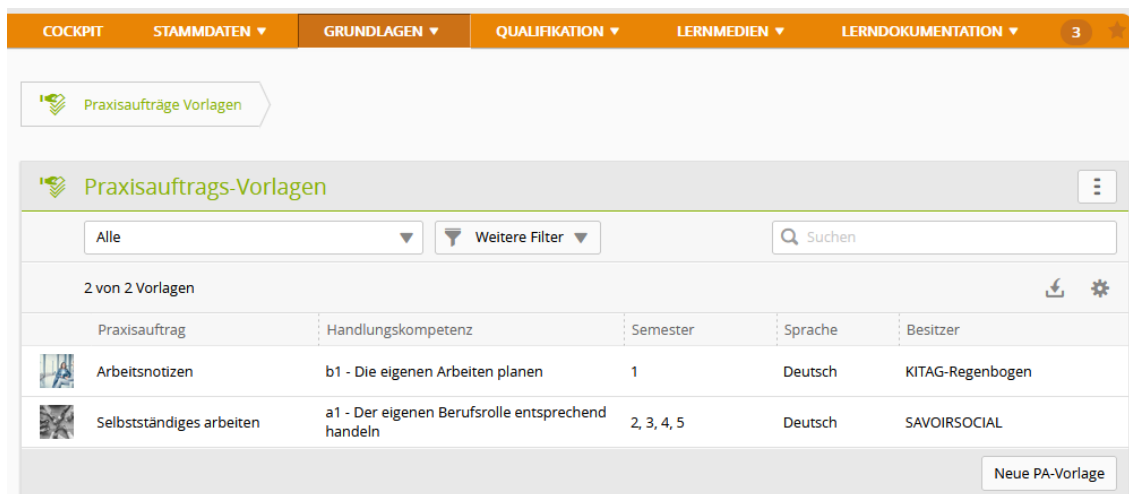 COCKPIT STAMMDATEN GRUNDLAGEN QUALIFIKATION LERNMEDIEN LERNDOKUMENTATION 3
Praxisaufträge Vorlagen
Praxisauftrags-Vorlagen
Alle Weitere Filter Suchen
2 von 2 Vorlagen
Praxisauftrag Handlungskompetenz Semester Sprache Besitzer
Arbeitsnotizen b1 - Die eigenen Arbeiten planen 1 Deutsch KITAG-Regenbogen
Selbstständiges arbeiten a1 - Der eigenen Berufsrolle entsprechend
handeln 2, 3, 4, 5 Deutsch SAVOIRSOCIAL
Neue PA-Vorlage